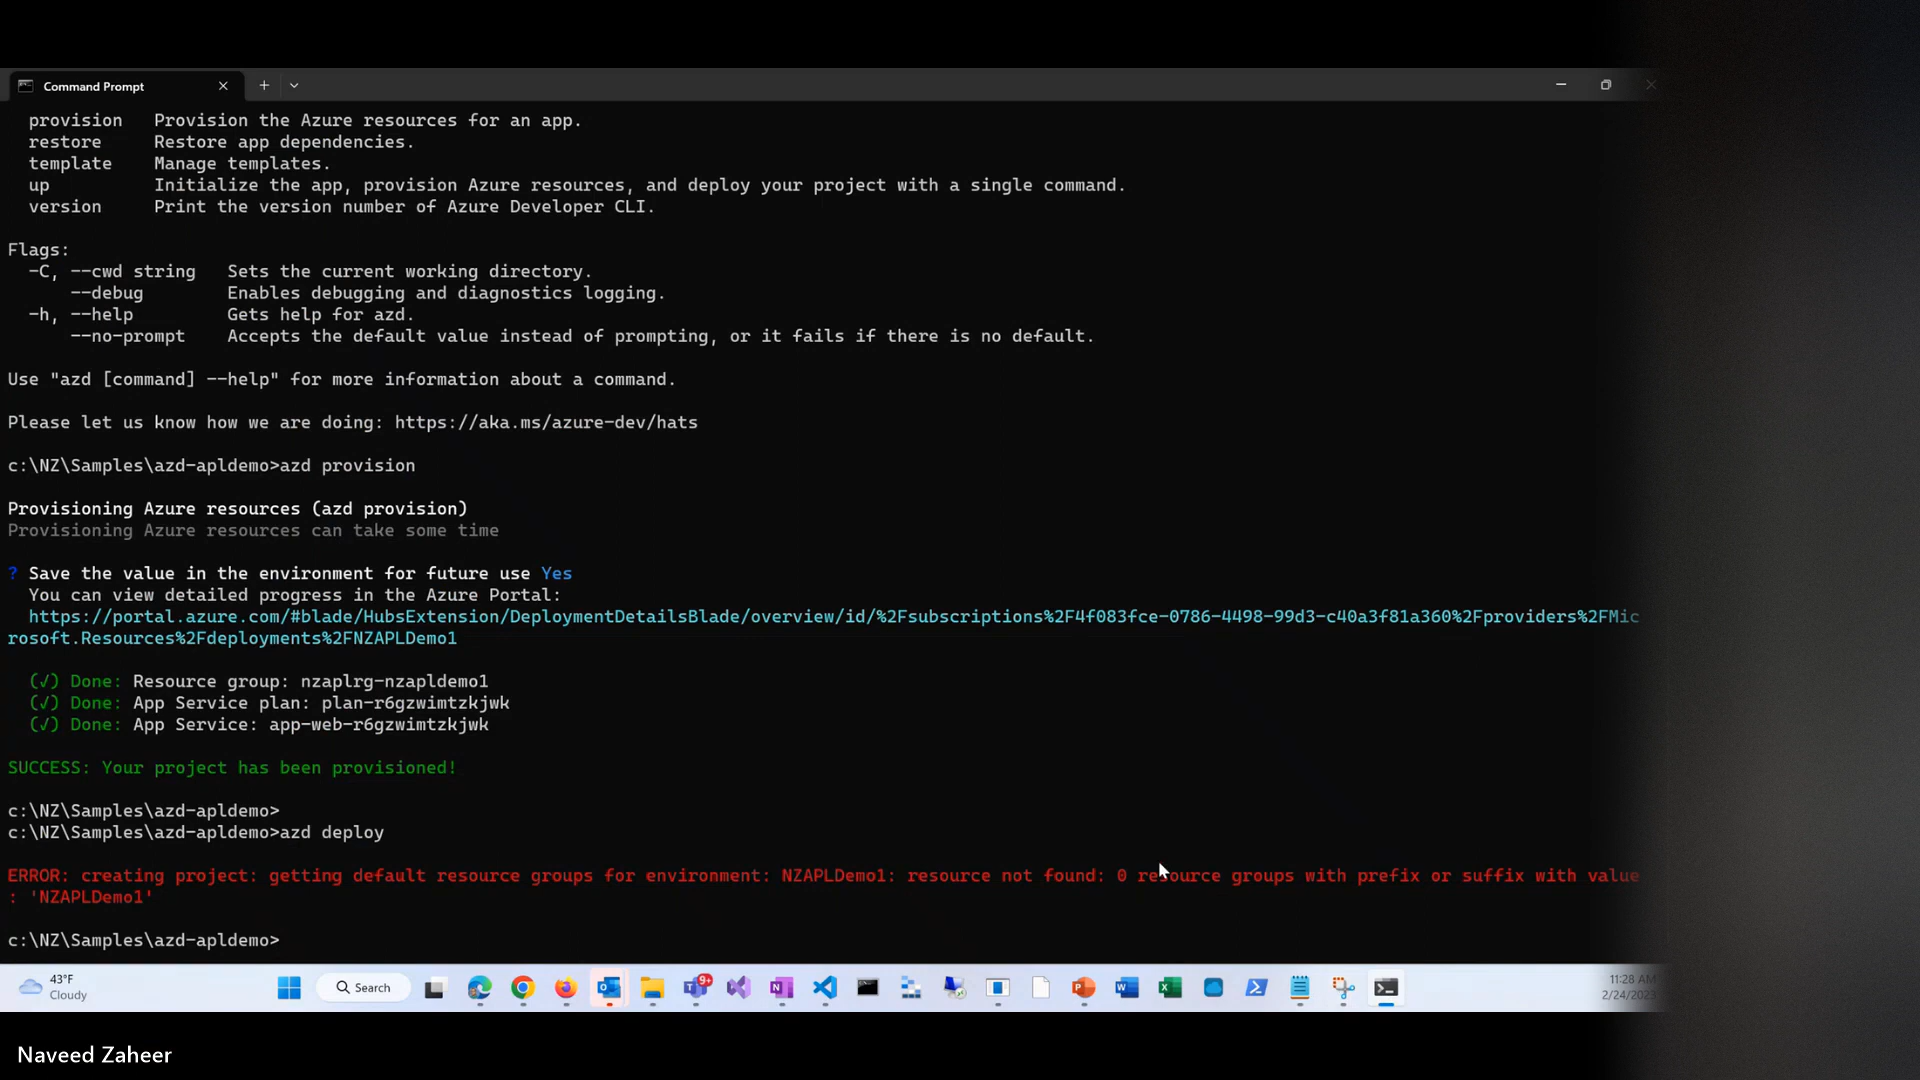 Command Prompt
provision Provision the Azure resources for an app.
restore Restore app dependencies.
template Manage templates.
up Initialize the app, provision Azure resources, and deploy your project with a single command.
version Print the version number of Azure Developer CLI.
Flags:
-C, --cwd string Sets the current working directory.
--debug Enables debugging and diagnostics logging.
-h, --help Gets help for azd.
--no-prompt Accepts the default value instead of prompting, or it fails if there is no default.
Use "azd [command] --help" for more information about a command.
Please let us know how we are doing: https://aka.ms/azure-dev/hats
c:\NZ\Samples\azd-apldemo>azd provision
Provisioning Azure resources (azd provision)
Provisioning Azure resources can take some time
? Save the value in the environment for future use Yes
You can view detailed progress in the Azure Portal:
https://portal.azure.com/#blade/HubsExtension/DeploymentDetailsBlade/overview/id/%2Fsubscriptions%2F4f083fce-0786-4498-99d3-c40a3f81a360%2Fproviders%2FMic
rosoft.Resources%2Fdeployments%2FNZAPLDemo1
(√) Done: Resource group: nzaplrg-nzapldemo1
(√) Done: App Service plan: plan-r6gzwimtzkjwk
(√) Done: App Service: app-web-r6gzwimtzkjwk
SUCCESS: Your project has been provisioned!
c:\NZ\Samples\azd-apldemo>
c:\NZ\Samples\azd-apldemo>azd deploy
ERROR: creating project: getting default resource groups for environment: NZAPLDemo1: resource not found: 0 resource groups with prefix or suffix with value
: 'NZAPLDemo1'
c:\NZ\Samples\azd-apldemo>
43°F
Cloudy
Search
9+
11:28 AM
2/24/2023
Naveed Zaheer